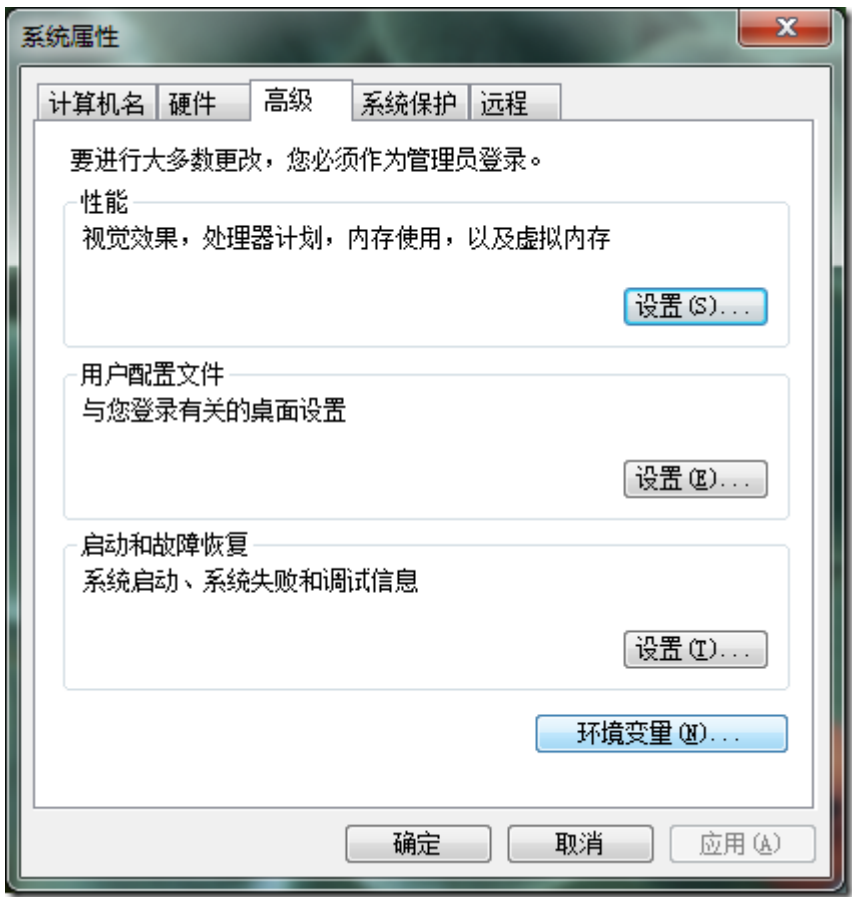 系统属性
计算机名 硬件 高级 系统保护 远程
要进行大多数更改，您必须作为管理员登录。
性能
视觉效果，处理器计划，内存使用，以及虚拟内存
设置(S)...
用户配置文件
与您登录有关的桌面设置
设置(E)...
启动和故障恢复
系统启动、系统失败和调试信息
设置(T)...
环境变量(N)...
确定 取消 应用(A)